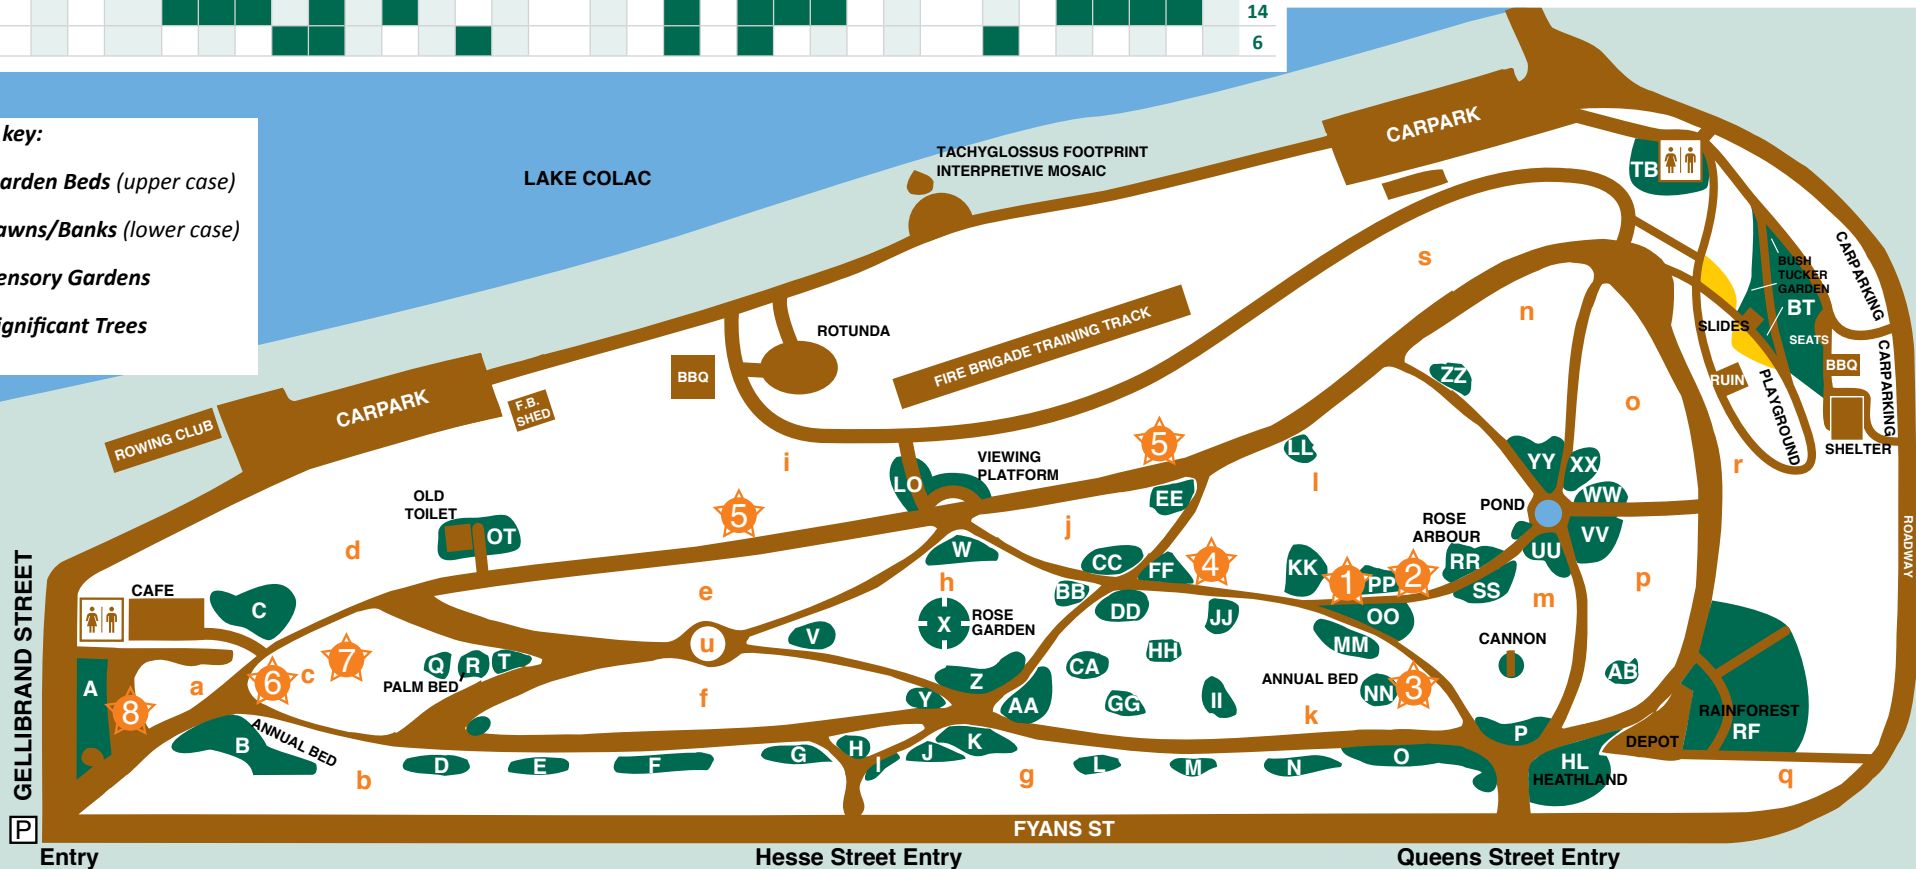 14
6
key:
arden Beds (upper case)
awns/Banks (lower case)
ensory Gardens
ignificant Trees
LAKE COLAC
TACHYGLOSSUS FOOTPRINT
INTERPRETIVE MOSAIC
CARPARK
TB
CARPARKING
BUSH
TUCKER
GARDEN
BT
SLIDES
SEATS
BBQ
RUIN
PLAYGROUND
CARPARKING
SHELTER
ROADWAY
s
n
ROTUNDA
FIRE BRIGADE TRAINING TRACK
BBQ
CARPARK
F.B.
SHED
ROWING CLUB
ZZ
o
r
5
LL
l
i
VIEWING
PLATFORM
LO
EE
YY
XX
WW
VV
UU
POND
ROSE
ARBOUR
5
OLD
TOILET
OT
d
j
W
CC
FF
4
KK
1
PP
2
RR
SS
m
p
e
h
BB
DD
JJ
OO
MM
GELLIBRAND STREET
CAFE
C
u
V
X
ROSE
GARDEN
HH
CANNON
AB
A
8
a
6
c
7
Q
R
T
PALM BED
f
Y
Z
AA
CA
GG
II
ANNUAL BED
NN
3
k
P
RAINFOREST
RF
DEPOT
B
ANNUAL BED
b
D
E
F
G
H
I
J
K
g
L
M
N
O
HL
HEATHLAND
q
P
FYANS ST
Entry
Hesse Street Entry
Queens Street Entry